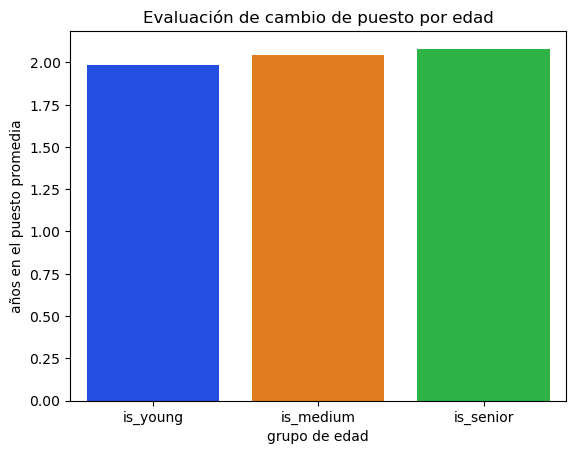 Evaluación de cambio de puesto por edad
años en el puesto promedia
2.00
1.75
1.50
1.25
1.00
0.75
0.50
0.25
0.00
is_young
is_medium
is_senior
grupo de edad